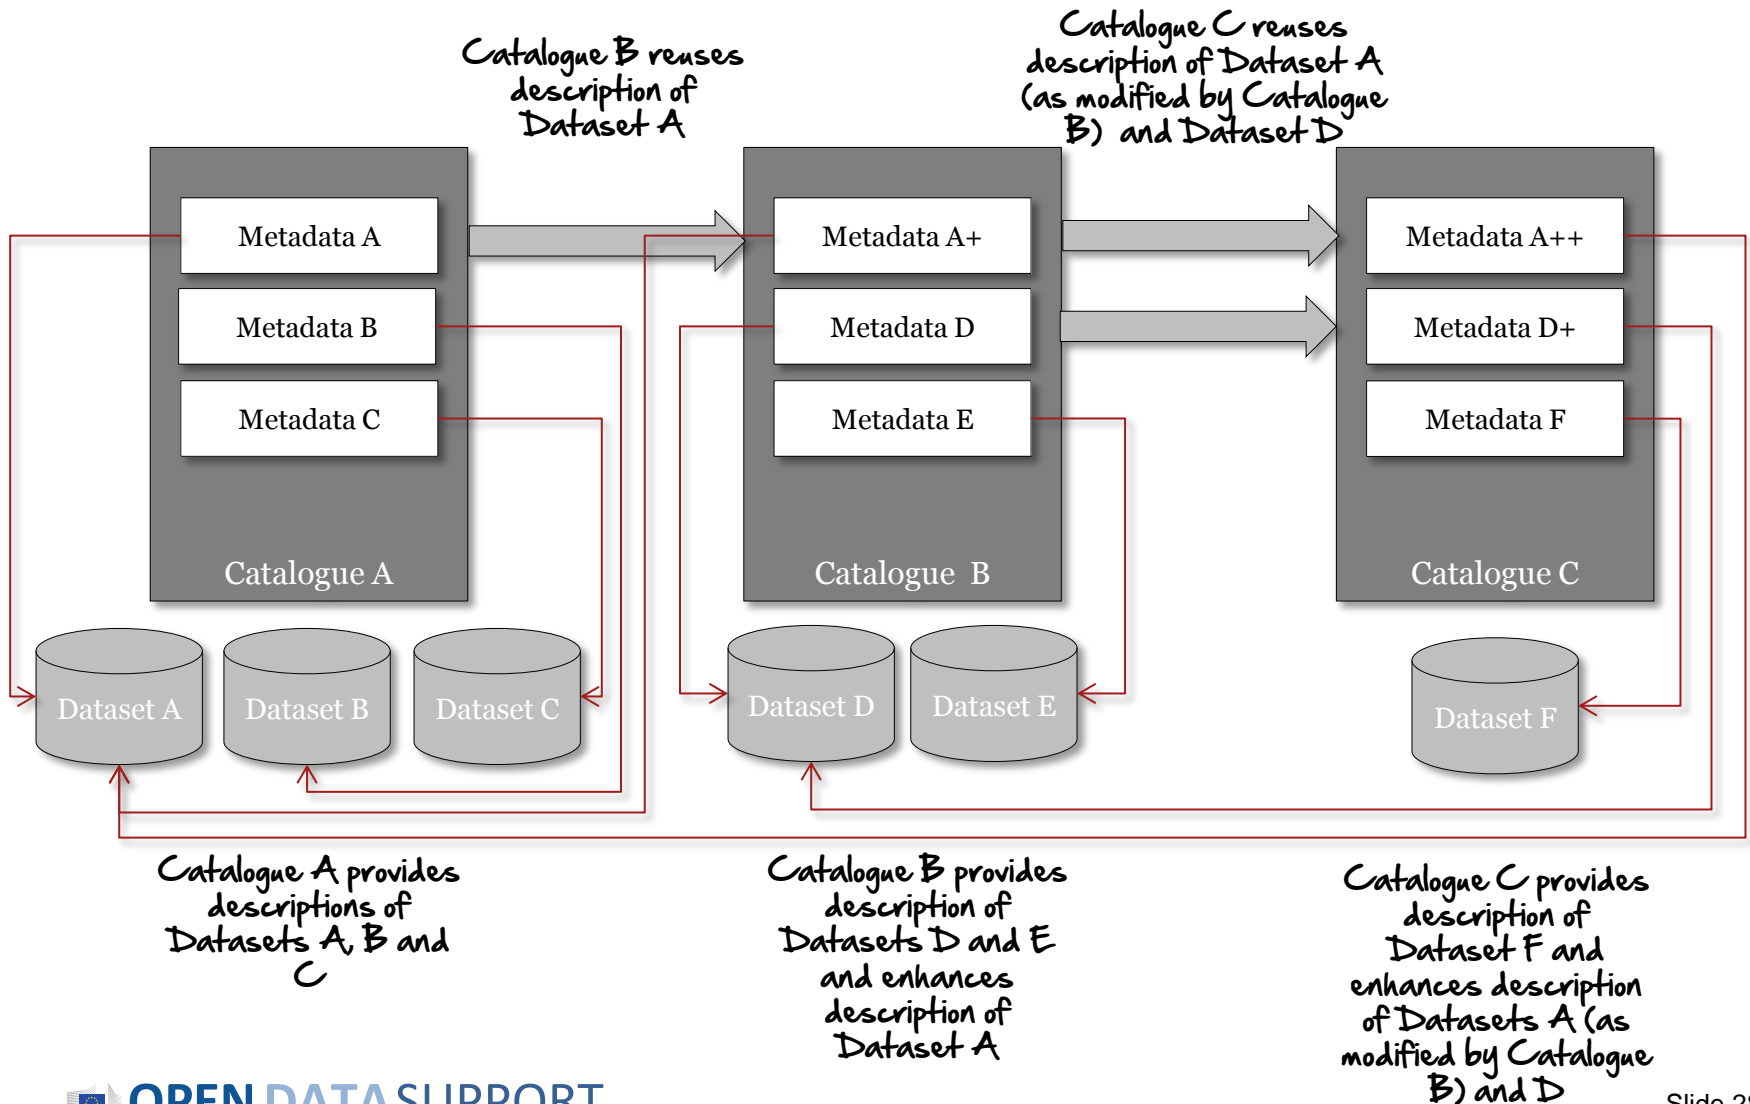 Catalogue B reuses
description of
Dataset A
Catalogue C reuses
description of Dataset A
(as modified by Catalogue
B) and Dataset D
Metadata A
Metadata B
Metadata C
Catalogue A
Metadata A+
Metadata D
Metadata E
Catalogue B
Metadata A++
Metadata D+
Metadata F
Catalogue C
Dataset A
Dataset B
Dataset C
Dataset D
Dataset E
Dataset F
Catalogue A provides
descriptions of
Datasets A, B and
C
Catalogue B provides
description of
Datasets D and E
and enhances
description of
Dataset A
Catalogue C provides
description of
Dataset F and
enhances description
of Datasets A (as
modified by Catalogue
B) and D
OPEN DATA SUPPORT
Slide